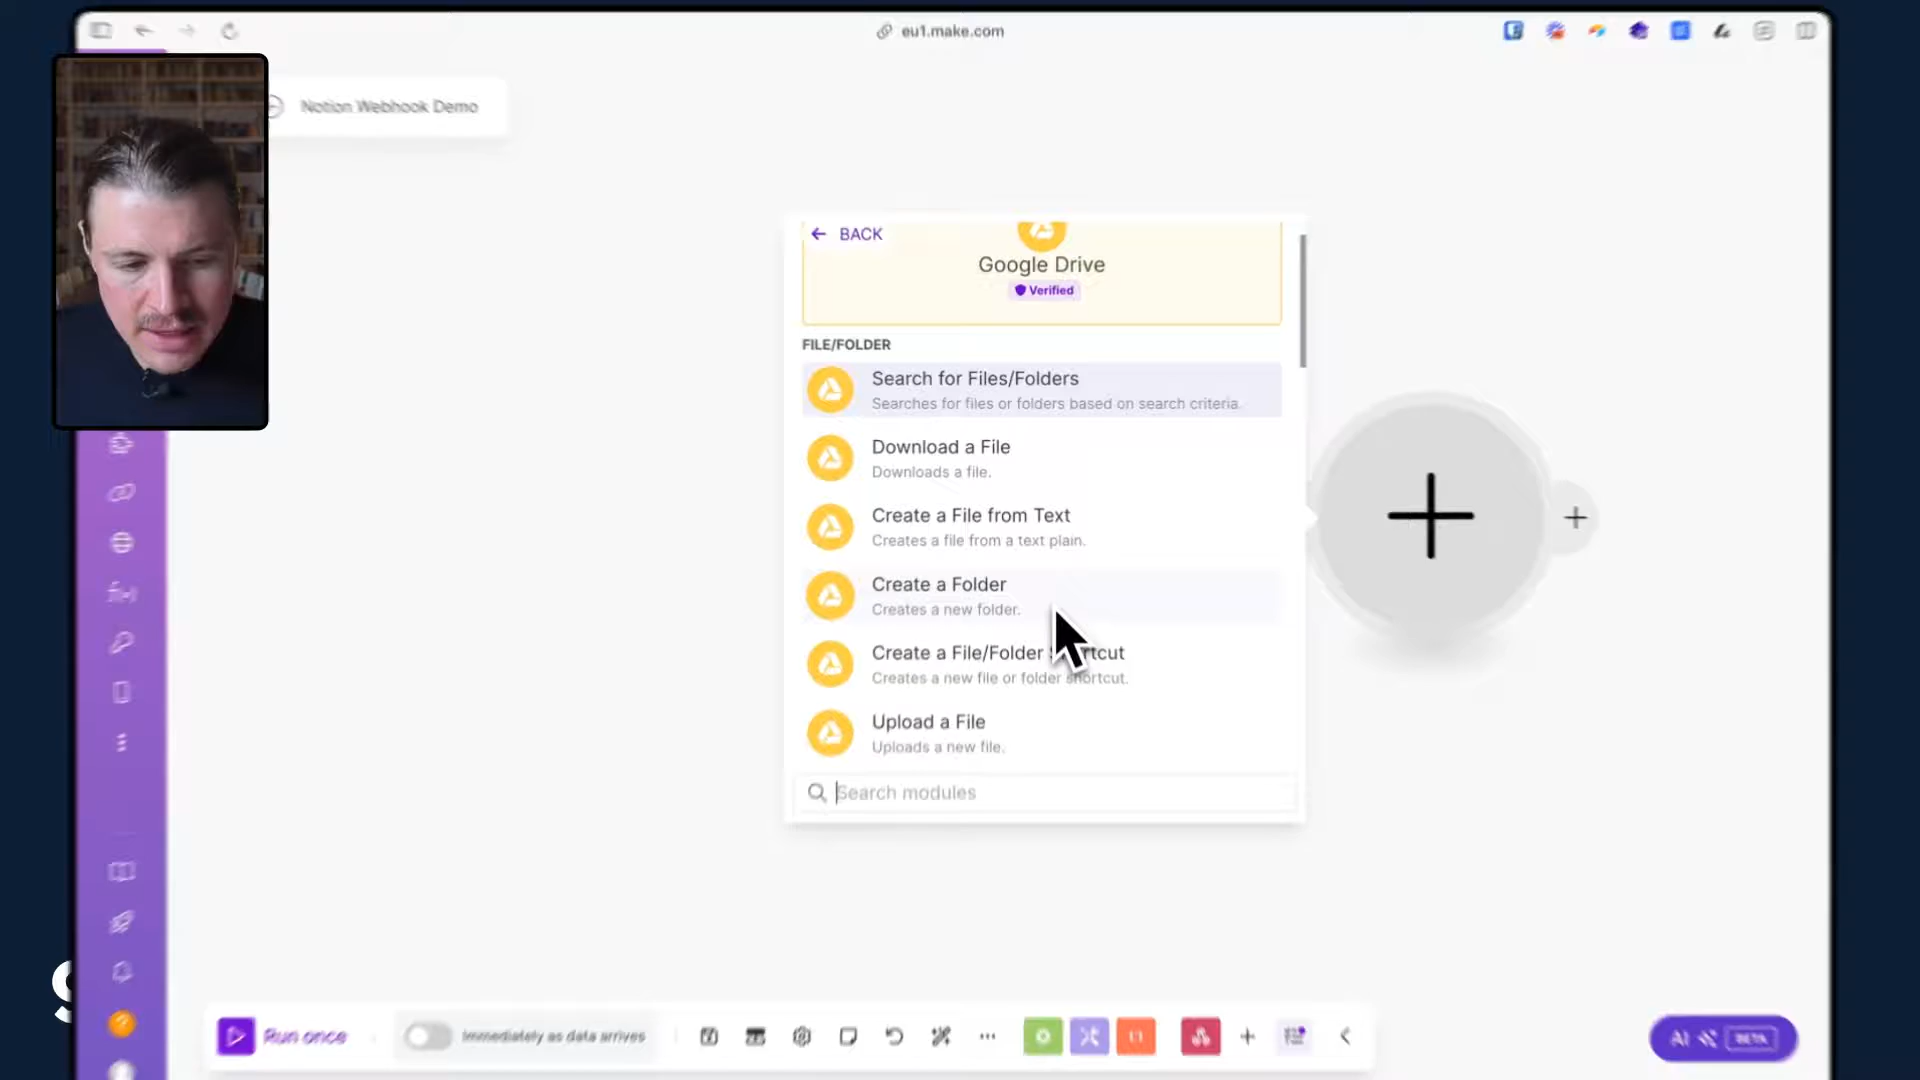 eu1.make.com
Notion Webhook Demo
BACK
Google Drive
Verified
FILE/FOLDER
Search for Files/Folders
Searches for files or folders based on search criteria.
Download a File
Downloads a file.
Create a File from Text
Creates a file from a text plain.
Create a Folder
Creates a new folder.
Create a File/Folder
Creates a new file or folder shortcut.
Upload a File
Uploads a new file.
Search modules
Run once
Immediately as data arrives
AI
BETA